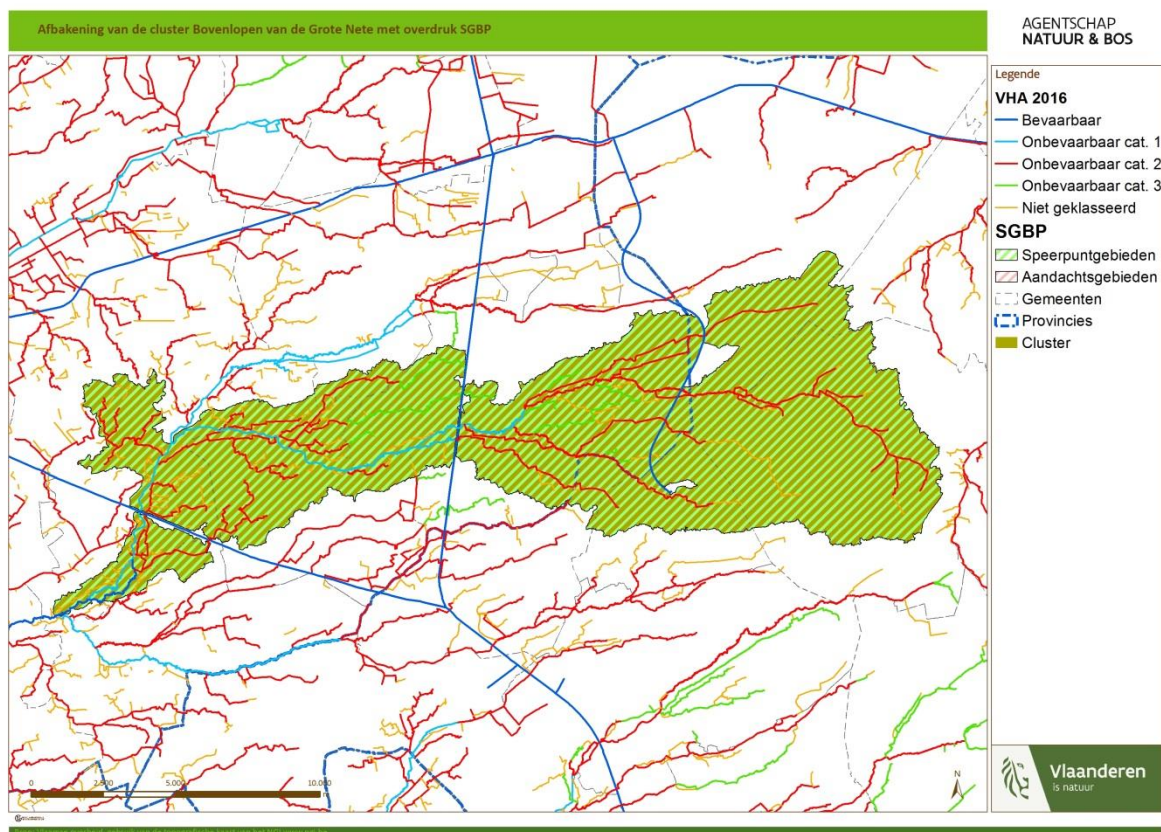 Afbakening van de cluster Bovenlopen van de Grote Nete met overdruk SGBP
AGENTSCHAP
NATUUR & BOS
Legende
VHA 2016
Bevaarbaar
Onbevaarbaar cat. 1
Onbevaarbaar cat. 2
Onbevaarbaar cat. 3
Niet geklasseerd
SGBP
Speerpuntgebieden
Aandachtsgebieden
Gemeenten
Provincies
Cluster
0 2.500 5.000 10.000
N
Vlaanderen
is natuur